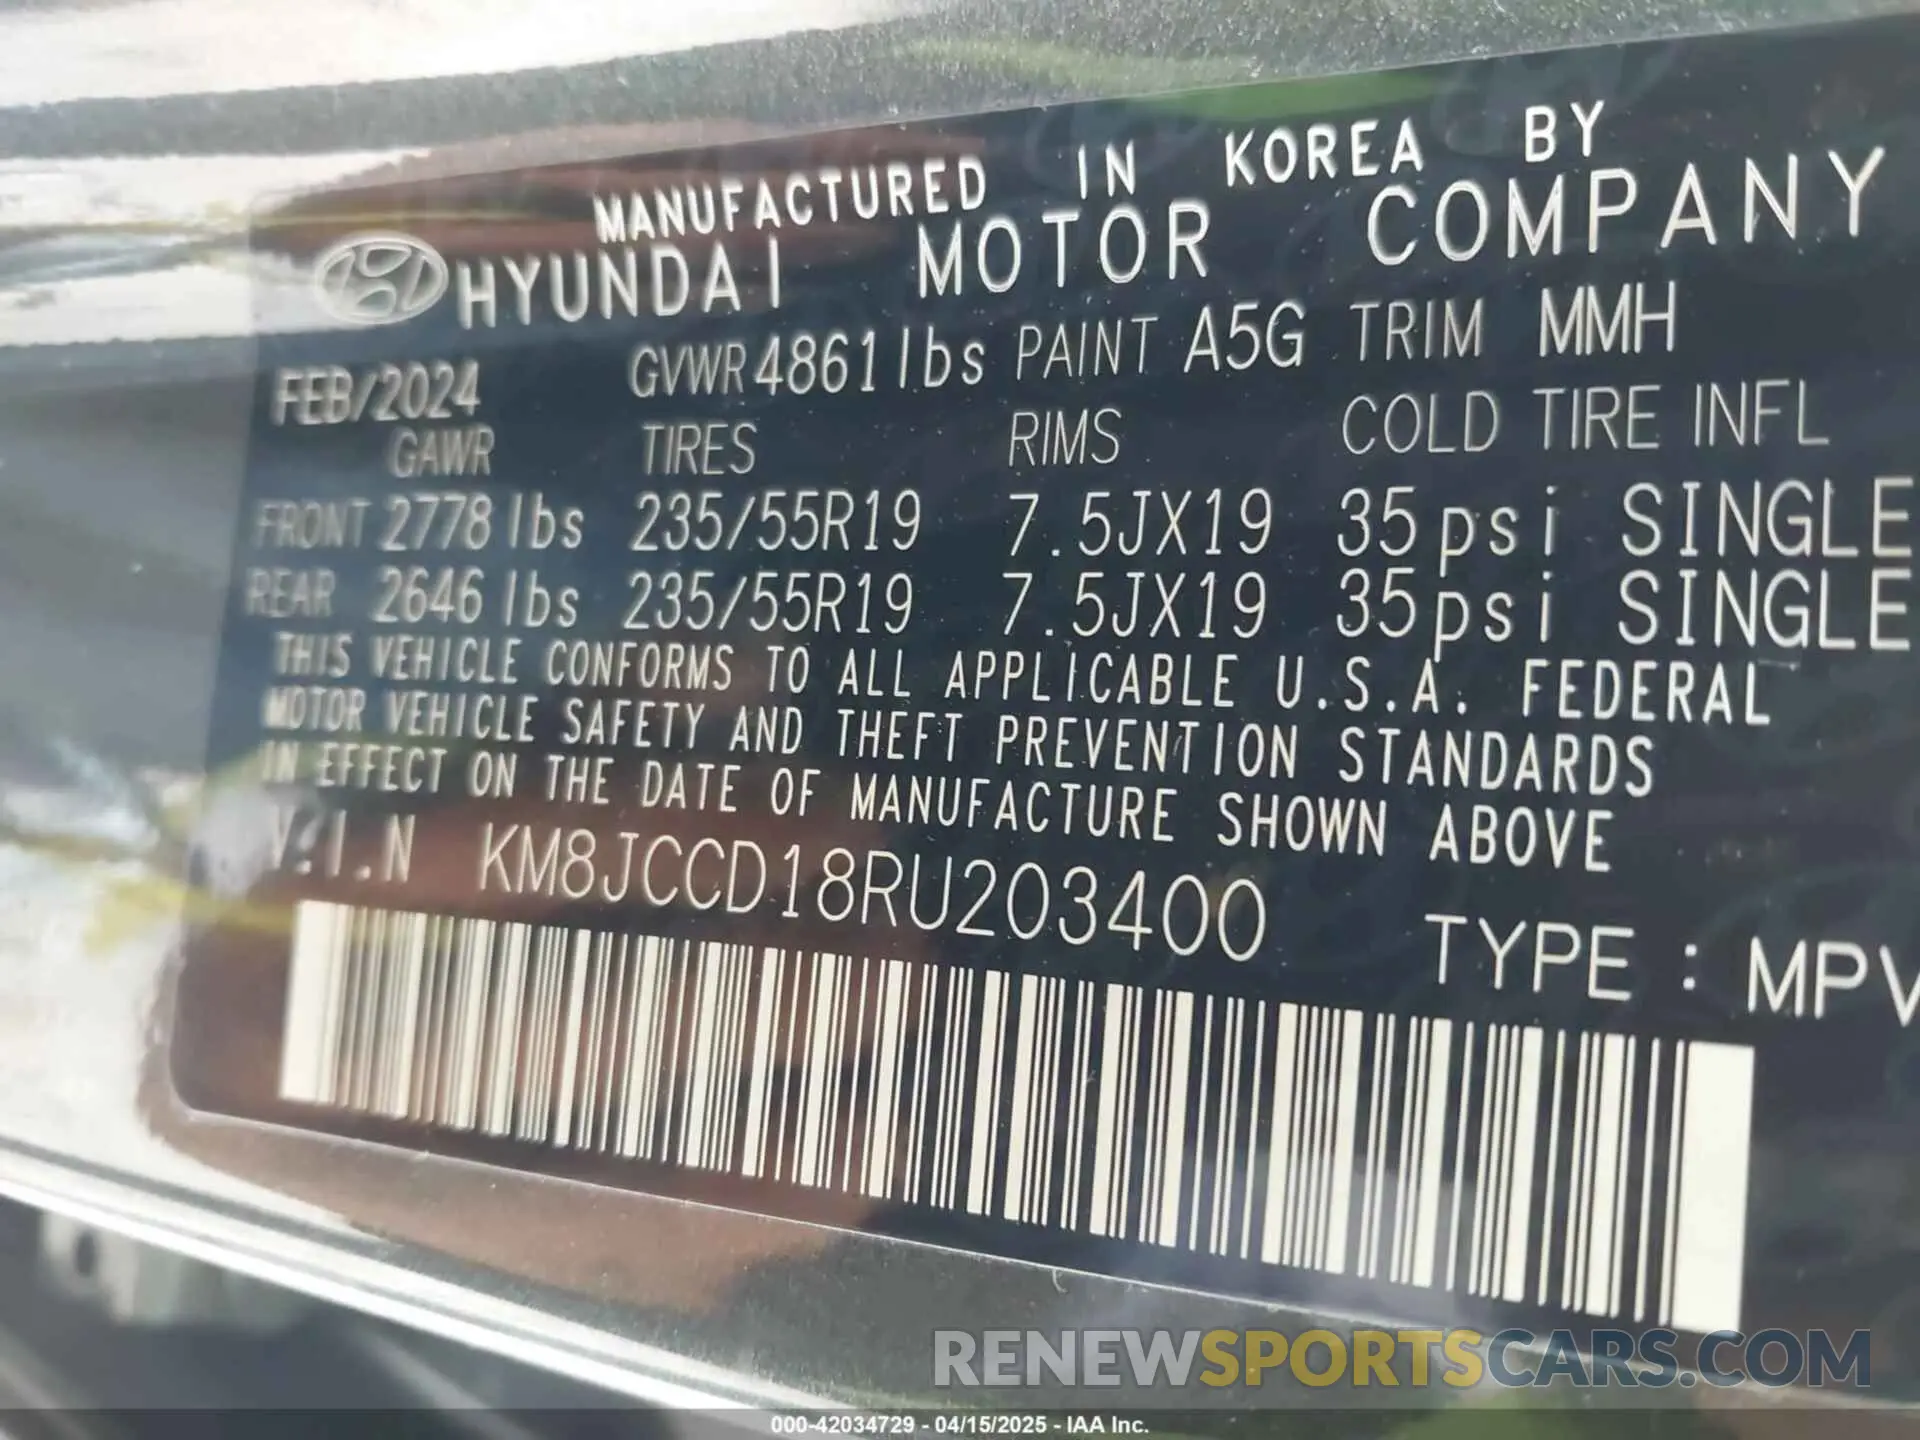 MANUFACTURED IN KOREA BY
HYUNDAI MOTOR COMPANY
FEB/2024 GVWR 4861lbs PAINT A5G TRIM MMH
GAWR TIRES RIMS COLD TIRE INFL
FRONT 2778 lbs 235/55R19 7.5JX19 35psi SINGLE
REAR 2646 lbs 235/55R19 7.5JX19 35psi SINGLE
THIS VEHICLE CONFORMS TO ALL APPLICABLE U.S.A. FEDERAL
MOTOR VEHICLE SAFETY AND THEFT PREVENTION STANDARDS
IN EFFECT ON THE DATE OF MANUFACTURE SHOWN ABOVE
V.I.N KM8JCCD18RU203400
TYPE : MPV
RENEWSPORTSCARS.COM
000-42034729 - 04/15/2025 - IAA Inc.